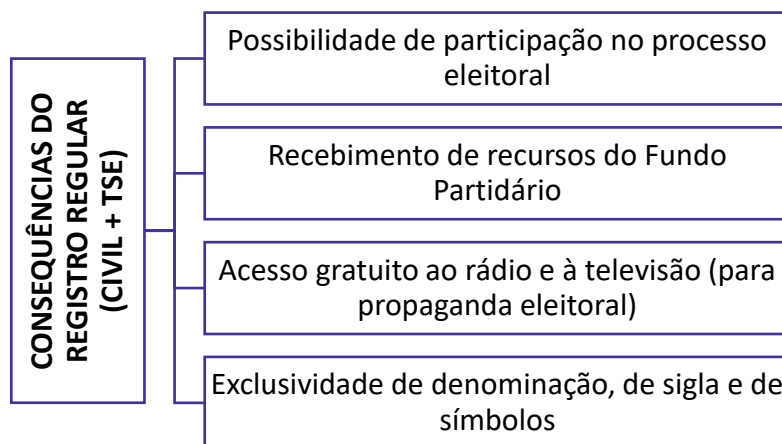 CONSEQUÊNCIAS DO
REGISTRO REGULAR
(CIVIL + TSE)
Possibilidade de participação no processo
eleitoral
Recebimento de recursos do Fundo
Partidário
Acesso gratuito ao rádio e à televisão (para
propaganda eleitoral)
Exclusividade de denominação, de sigla e de
símbolos